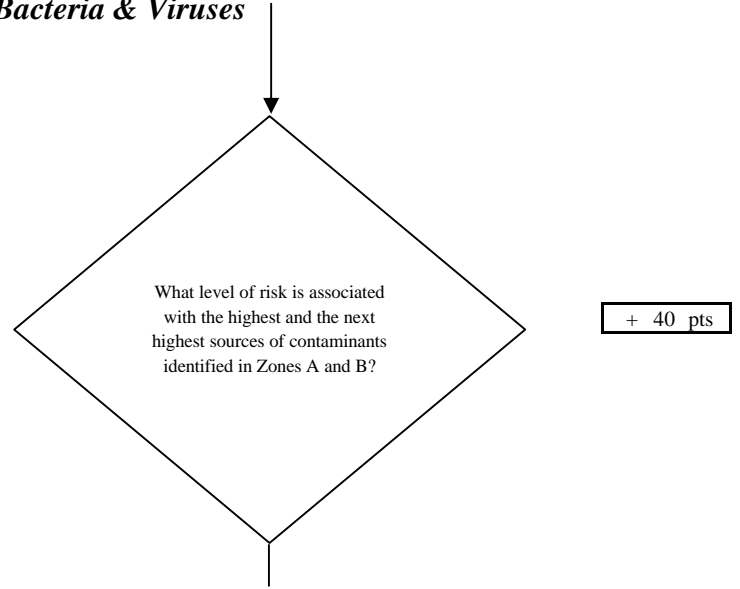 Bacteria & Viruses
What level of risk is associated
with the highest and the next
highest sources of contaminants
identified in Zones A and B?
+ 40 pts